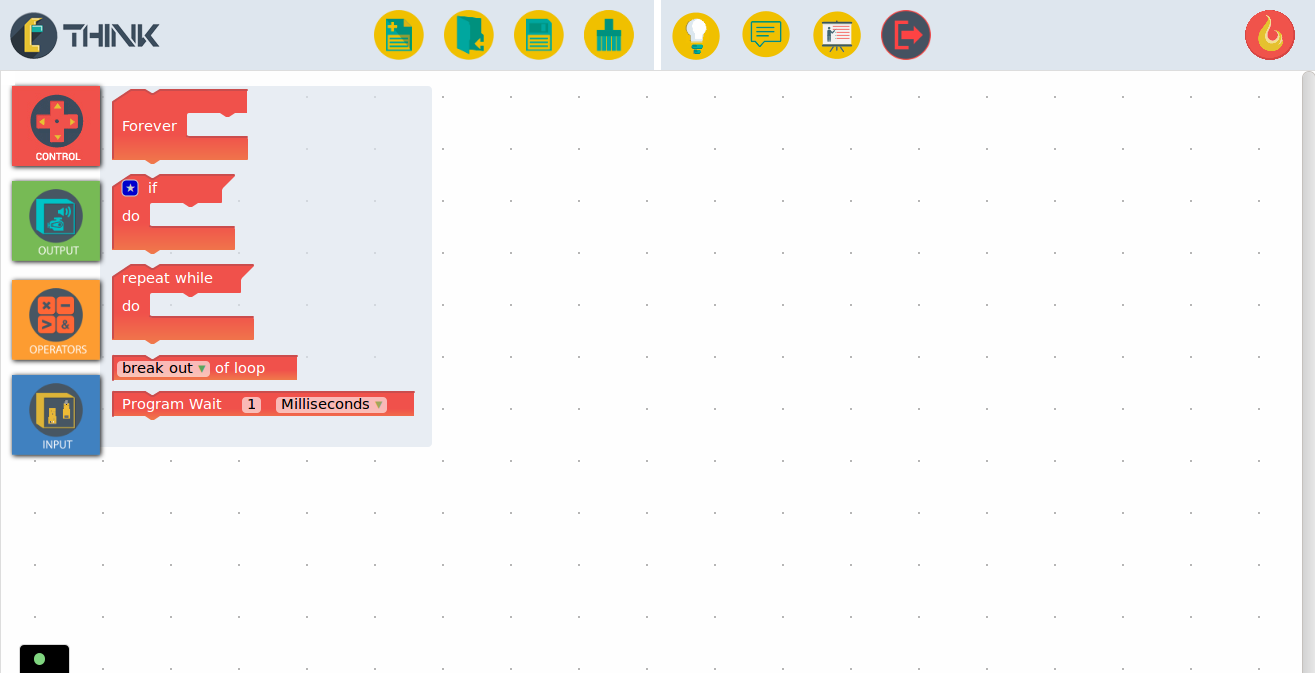 THINK
CONTROL
Forever
if
do
OUTPUT
repeat while
do
OPERATORS
break out ▾ of loop
INPUT
Program Wait 1 Milliseconds ▾